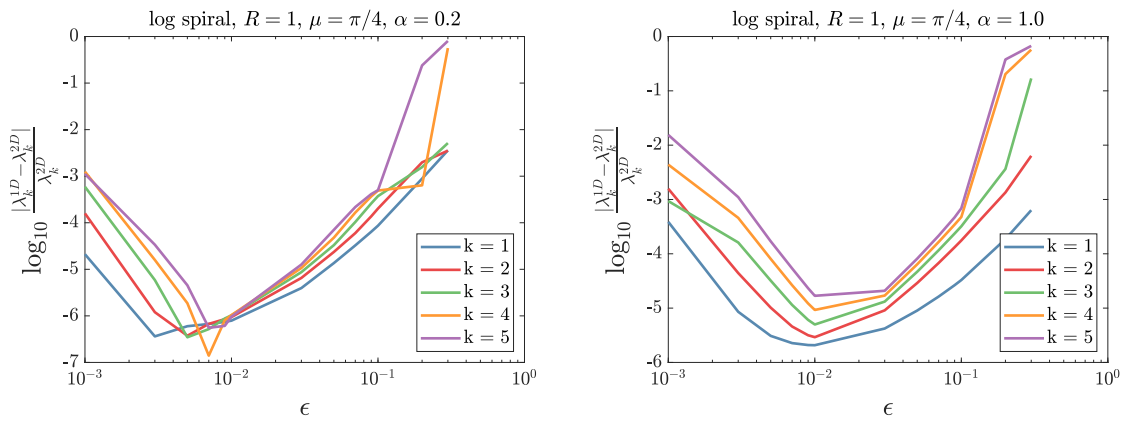 log spiral, R = 1, μ = π/4, α = 0.2
0
-1
-2
-3
-4
-5
-6
-7
log₁₀ |λₖ¹ᴰ−λₖ²ᴰ| / λₖ²ᴰ
k = 1
k = 2
k = 3
k = 4
k = 5
10⁻³ 10⁻² 10⁻¹ 10⁰
ϵ
log spiral, R = 1, μ = π/4, α = 1.0
0
-1
-2
-3
-4
-5
-6
log₁₀ |λₖ¹ᴰ−λₖ²ᴰ| / λₖ²ᴰ
k = 1
k = 2
k = 3
k = 4
k = 5
10⁻³ 10⁻² 10⁻¹ 10⁰
ϵ